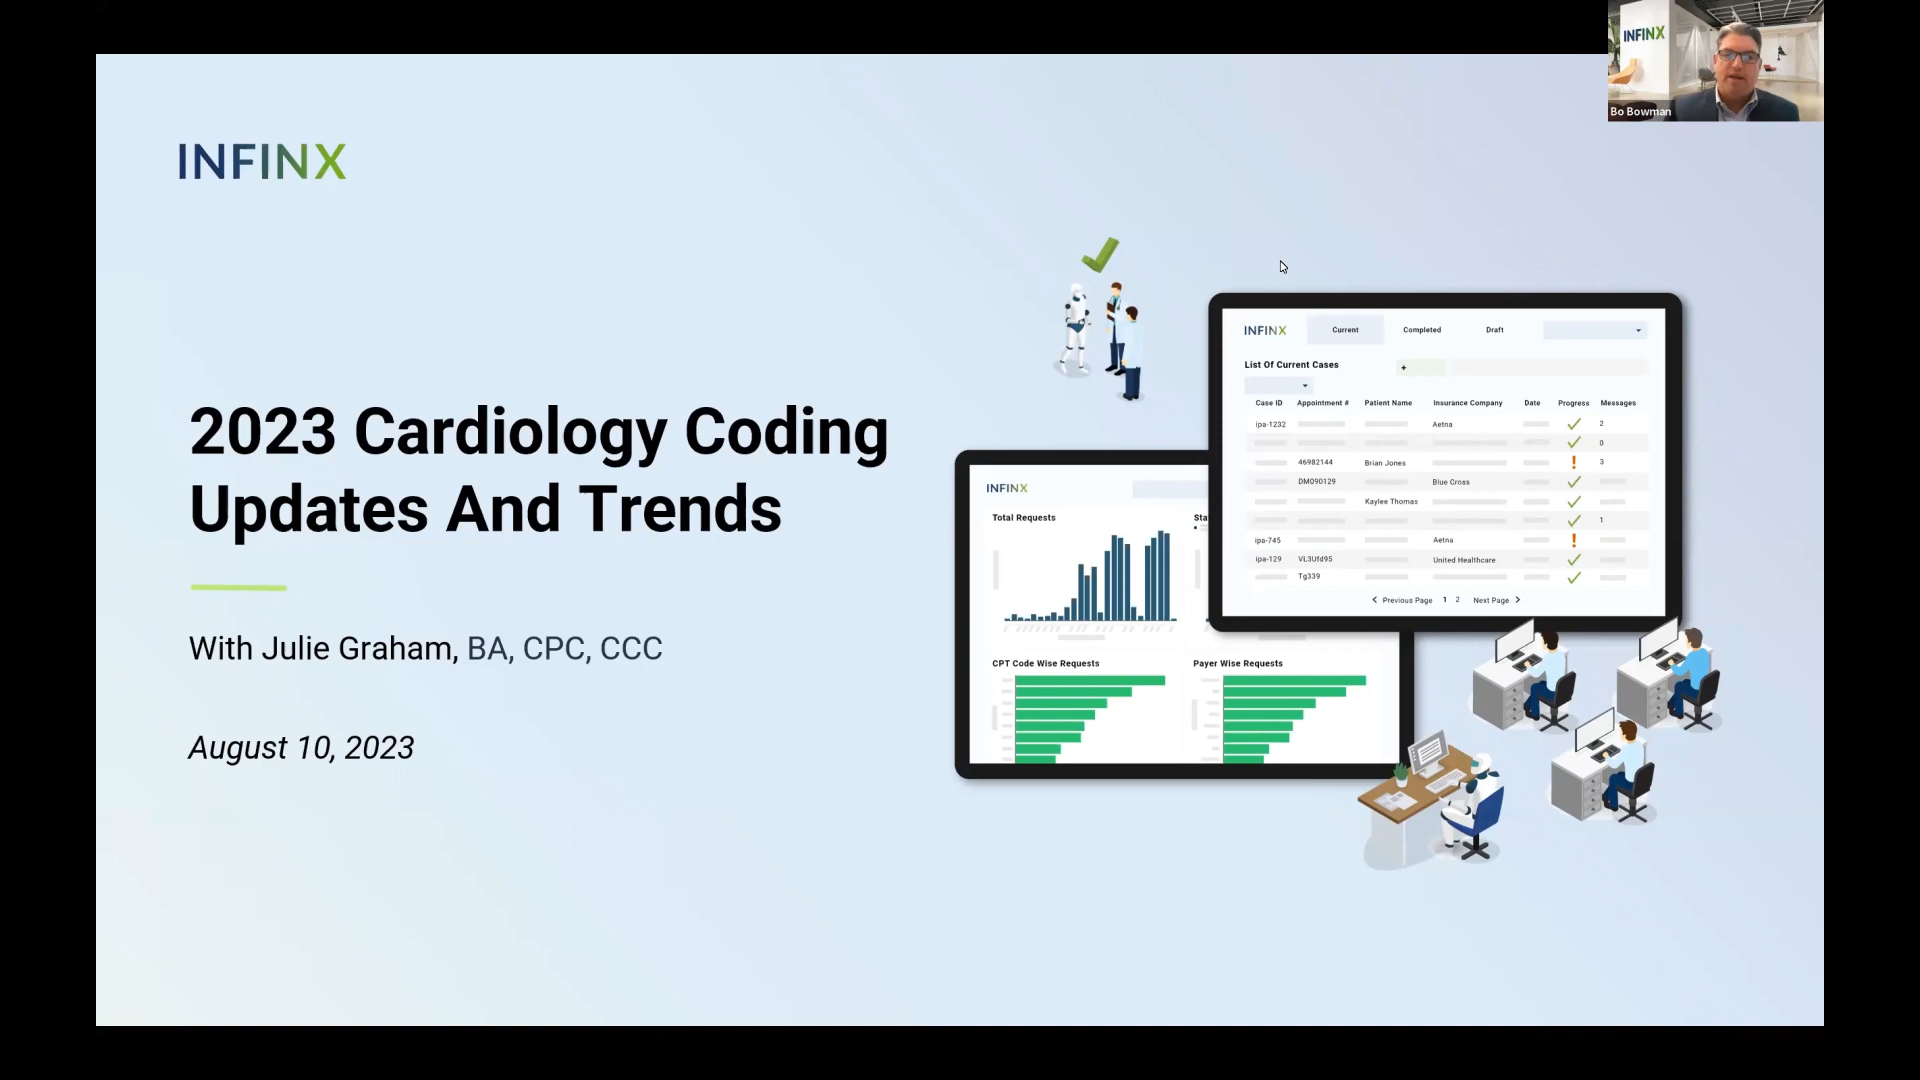 INFINX
Bo Bowman
INFINX
2023 Cardiology Coding
Updates And Trends
With Julie Graham, BA, CPC, CCC
August 10, 2023
INFINX
Current
Completed
Draft
List Of Current Cases
+
Case ID Appointment # Patient Name Insurance Company Date Progress Messages
ipa-1232 Aetna 2
0
46982144 Brian Jones 3
DM090129 Blue Cross
Kaylee Thomas
1
ipa-745 Aetna
ipa-129 VL3Ufd95 United Healthcare
Tg339
Previous Page 1 2 Next Page
INFINX
Total Requests
Sta
CPT Code Wise Requests
Payer Wise Requests